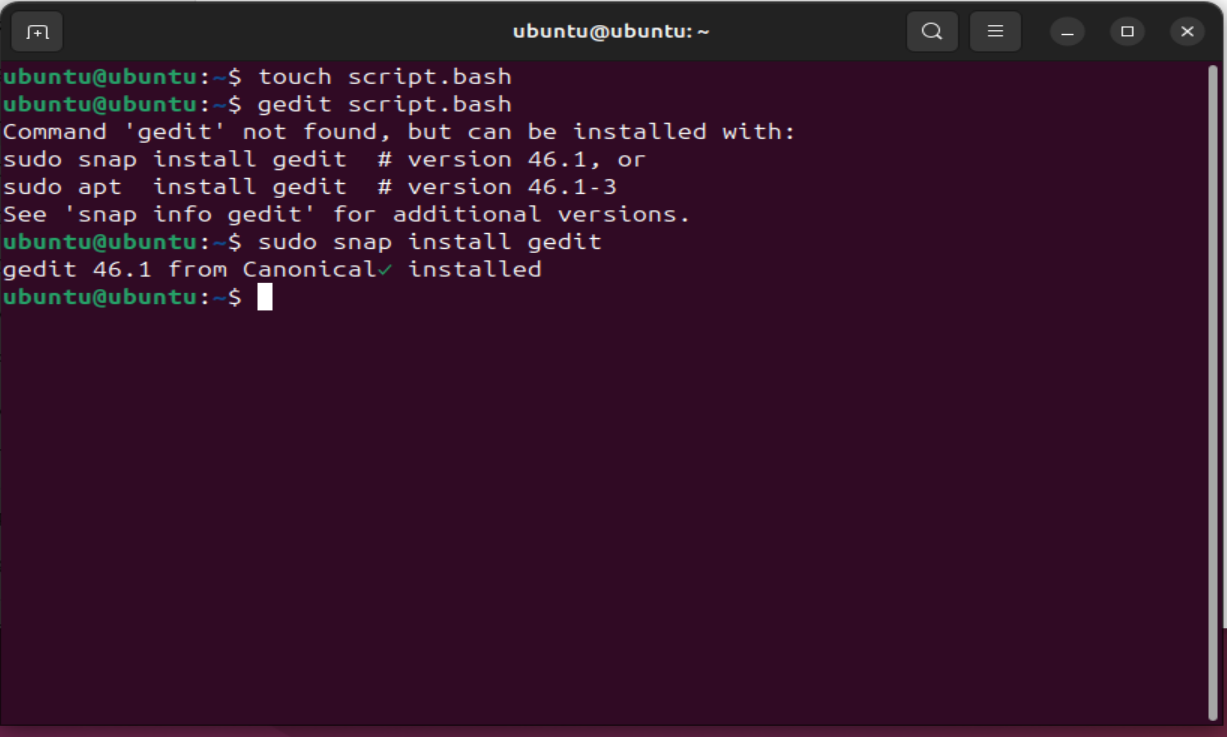 ubuntu@ubuntu: ~
ubuntu@ubuntu:~$ touch script.bash
ubuntu@ubuntu:~$ gedit script.bash
Command 'gedit' not found, but can be installed with:
sudo snap install gedit  # version 46.1, or
sudo apt  install gedit  # version 46.1-3
See 'snap info gedit' for additional versions.
ubuntu@ubuntu:~$ sudo snap install gedit
gedit 46.1 from Canonical✓ installed
ubuntu@ubuntu:~$